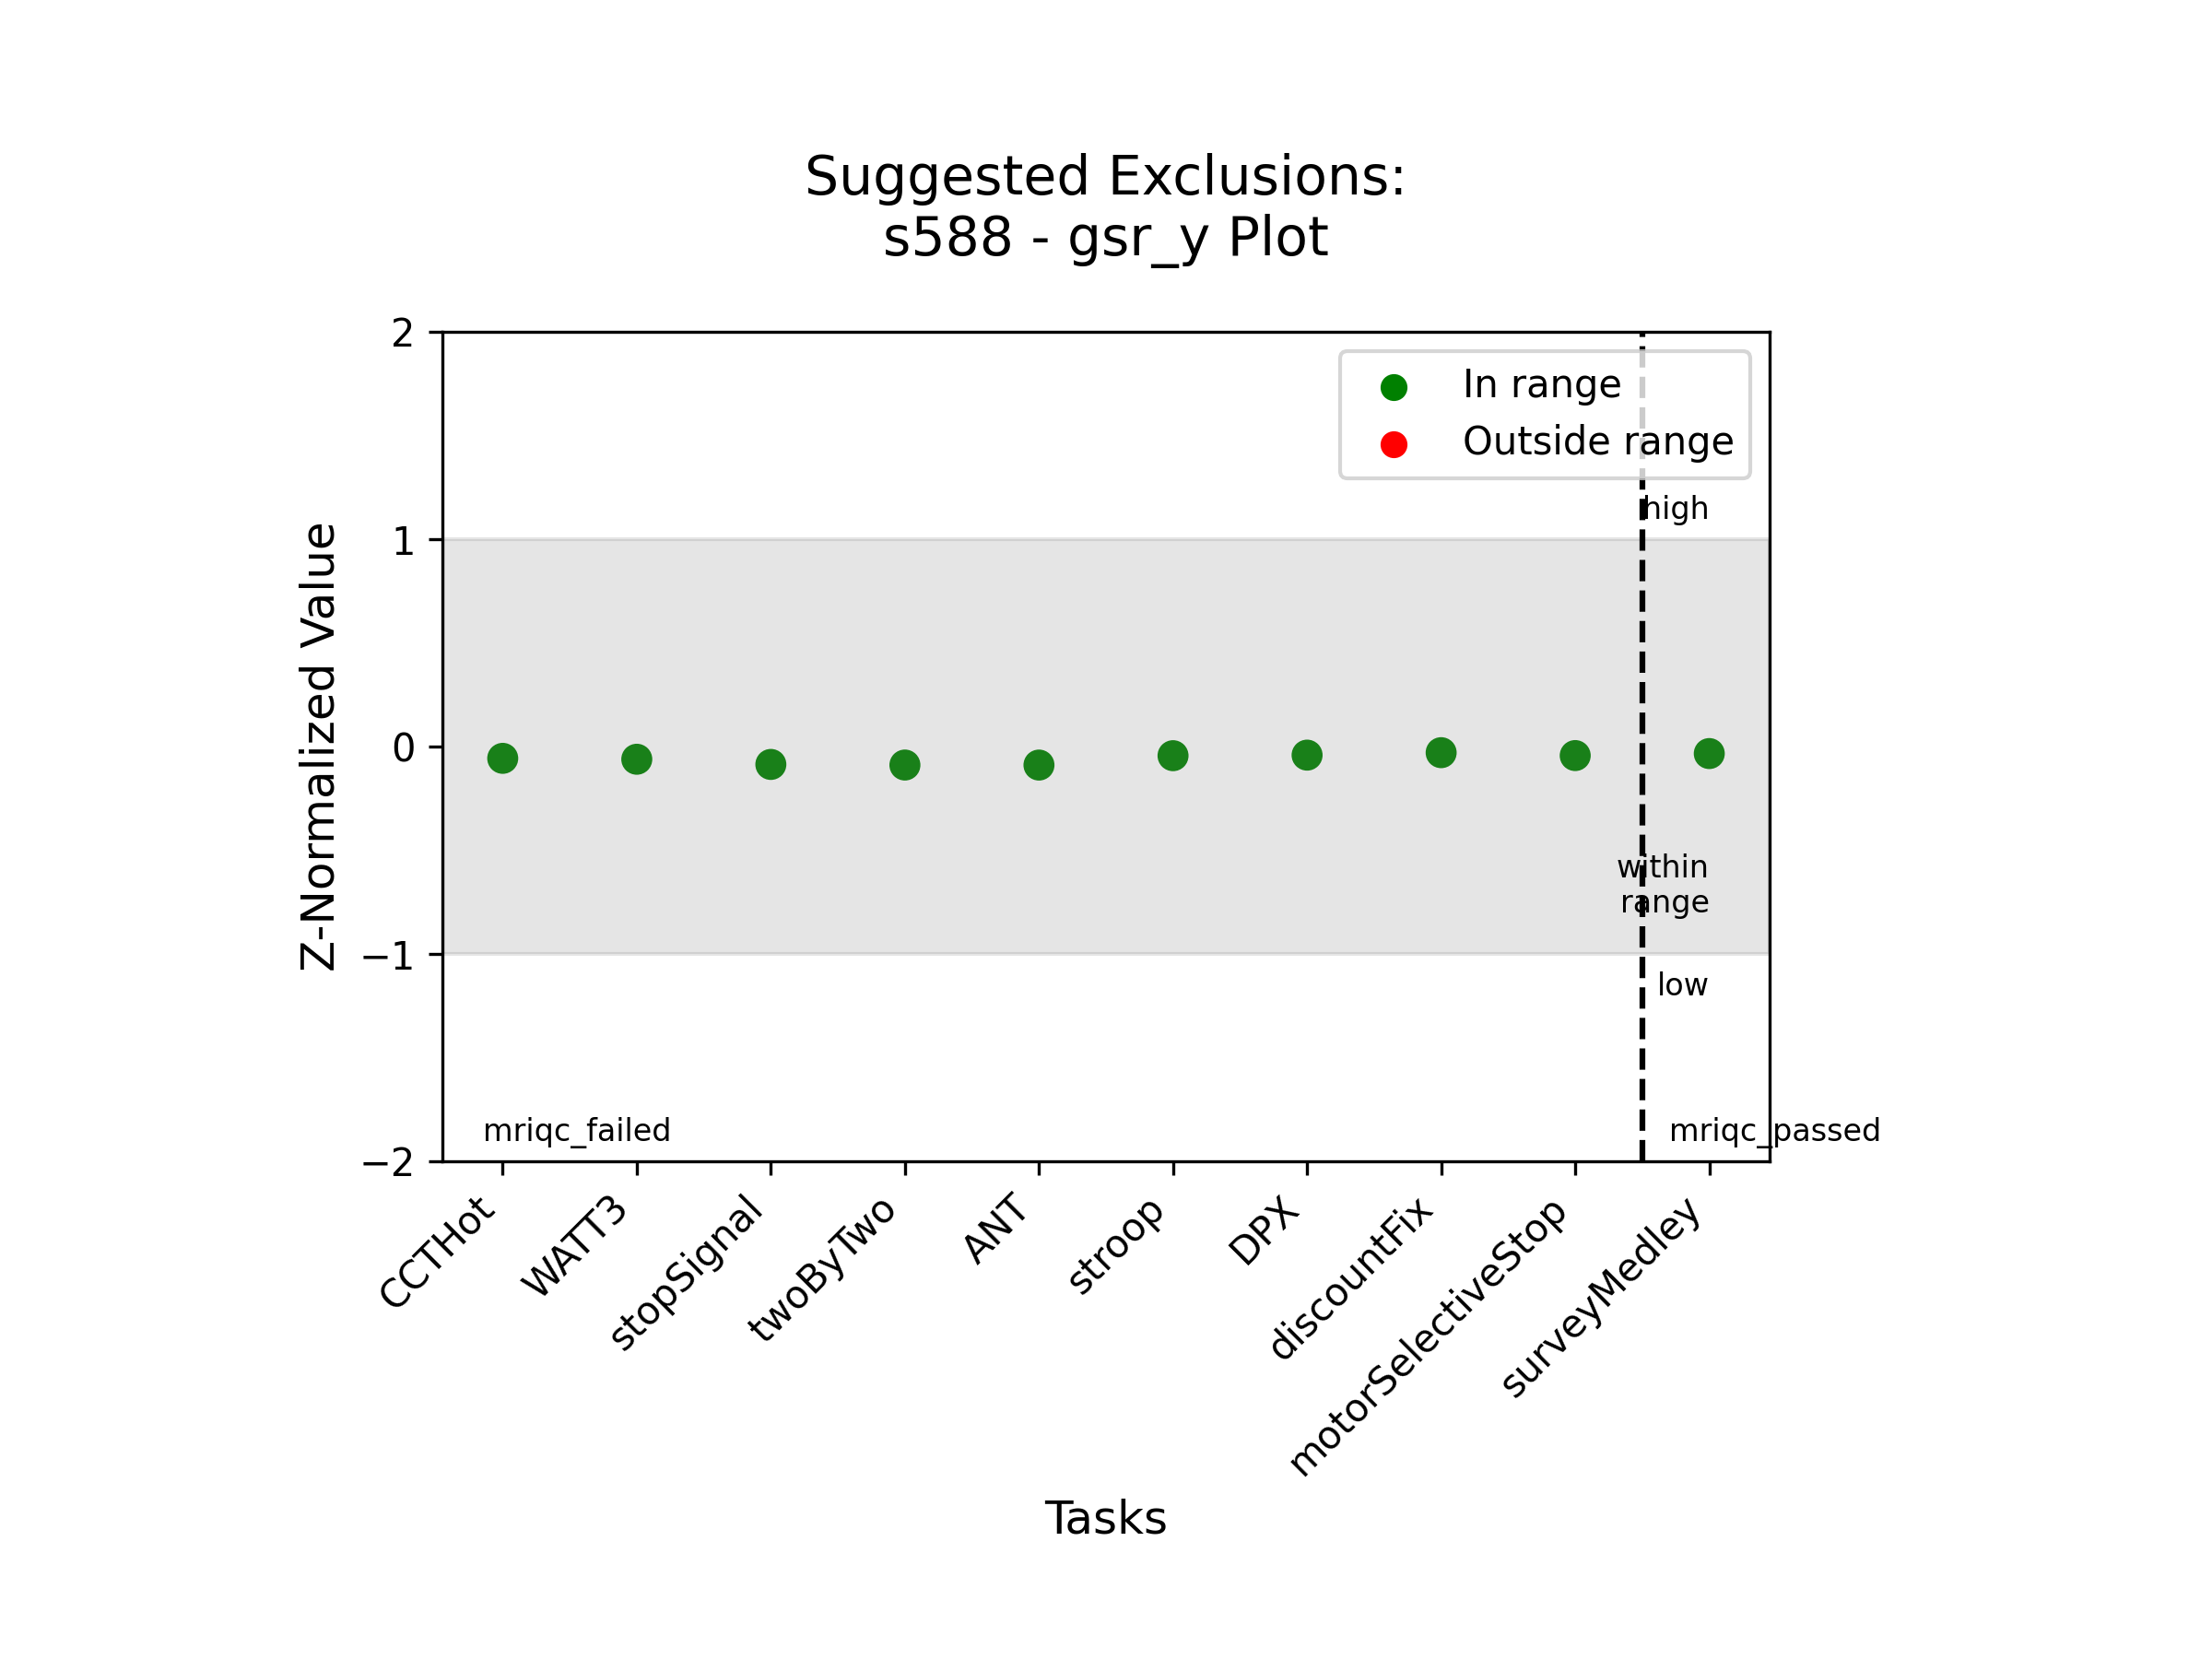 Suggested Exclusions:
s588 - gsr_y Plot
2
1
0
−1
−2
Z-Normalized Value
In range
Outside range
high
within
range
low
mriqc_failed
mriqc_passed
CCTHot
WATT3
stopSignal
twoByTwo
ANT
stroop
DPX
discountFix
motorSelectiveStop
surveyMedley
Tasks